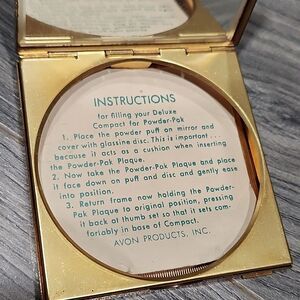 INSTRUCTIONS
for filling your Deluxe
Compact for Powder-Pak
1. Place the powder puff on mirror and
cover with glassine disc. This is important . . .
because it acts as a cushion when inserting
the Powder-Pak Plaque.
2. Now take the Powder-Pak Plaque and place
it face down on puff and disc and gently ease
into position.
3. Return frame now holding the Powder-
Pak Plaque to original position, pressing
it back of thumb set so that it sets com-
fortably in base of Compact.
AVON PRODUCTS, INC.